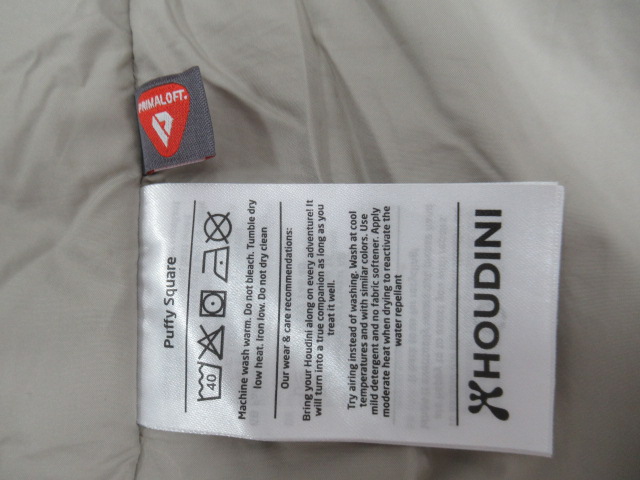 PRIMALOFT.
Puffy Square
40
Machine wash warm. Do not bleach. Tumble dry
low heat. Iron low. Do not dry clean
Our wear & care recommendations:
Bring your Houdini along on every adventure! It
will turn into a true companion as long as you
treat it well.
Try airing instead of washing. Wash at cool
temperatures and with similar colors. Use
mild detergent and no fabric softener. Apply
moderate heat when drying to reactivate the
water repellant
HOUDINI